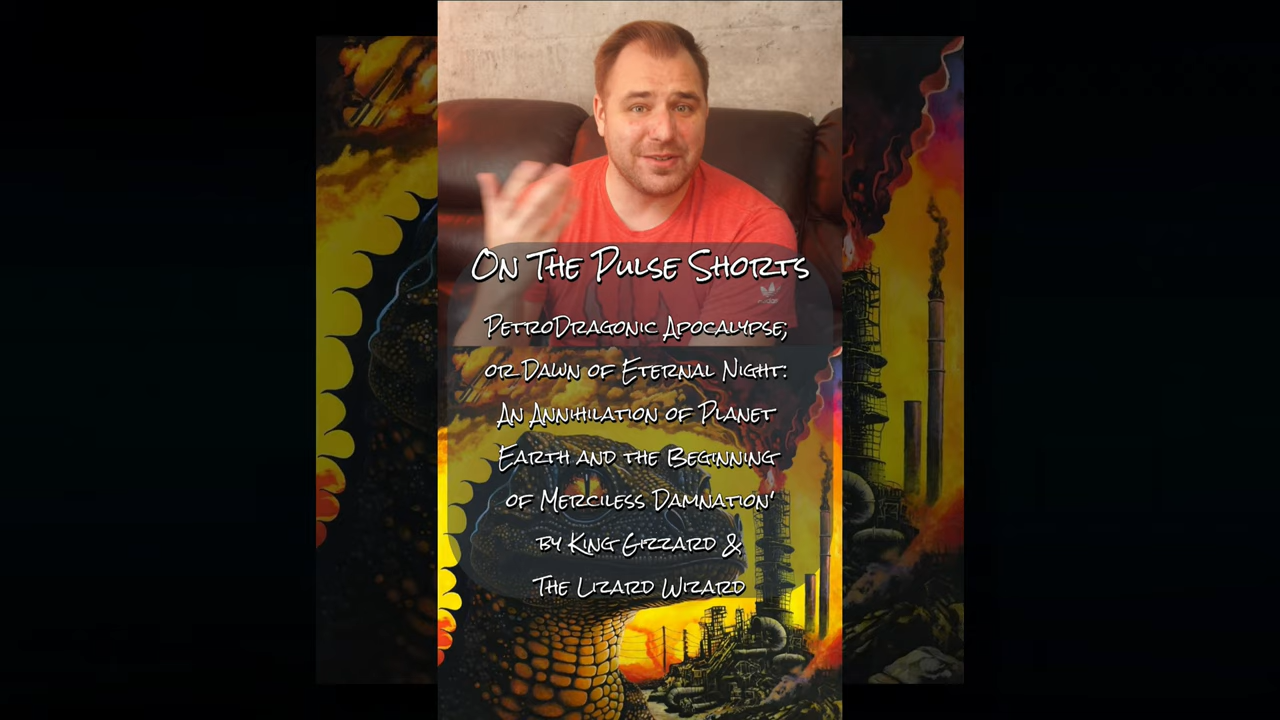 On The Pulse Shorts
PetroDragonic Apocalypse;
or Dawn of Eternal Night:
An Annihilation of Planet
Earth and the Beginning
of Merciless Damnation'
by King Gizzard &
The Lizard Wizard